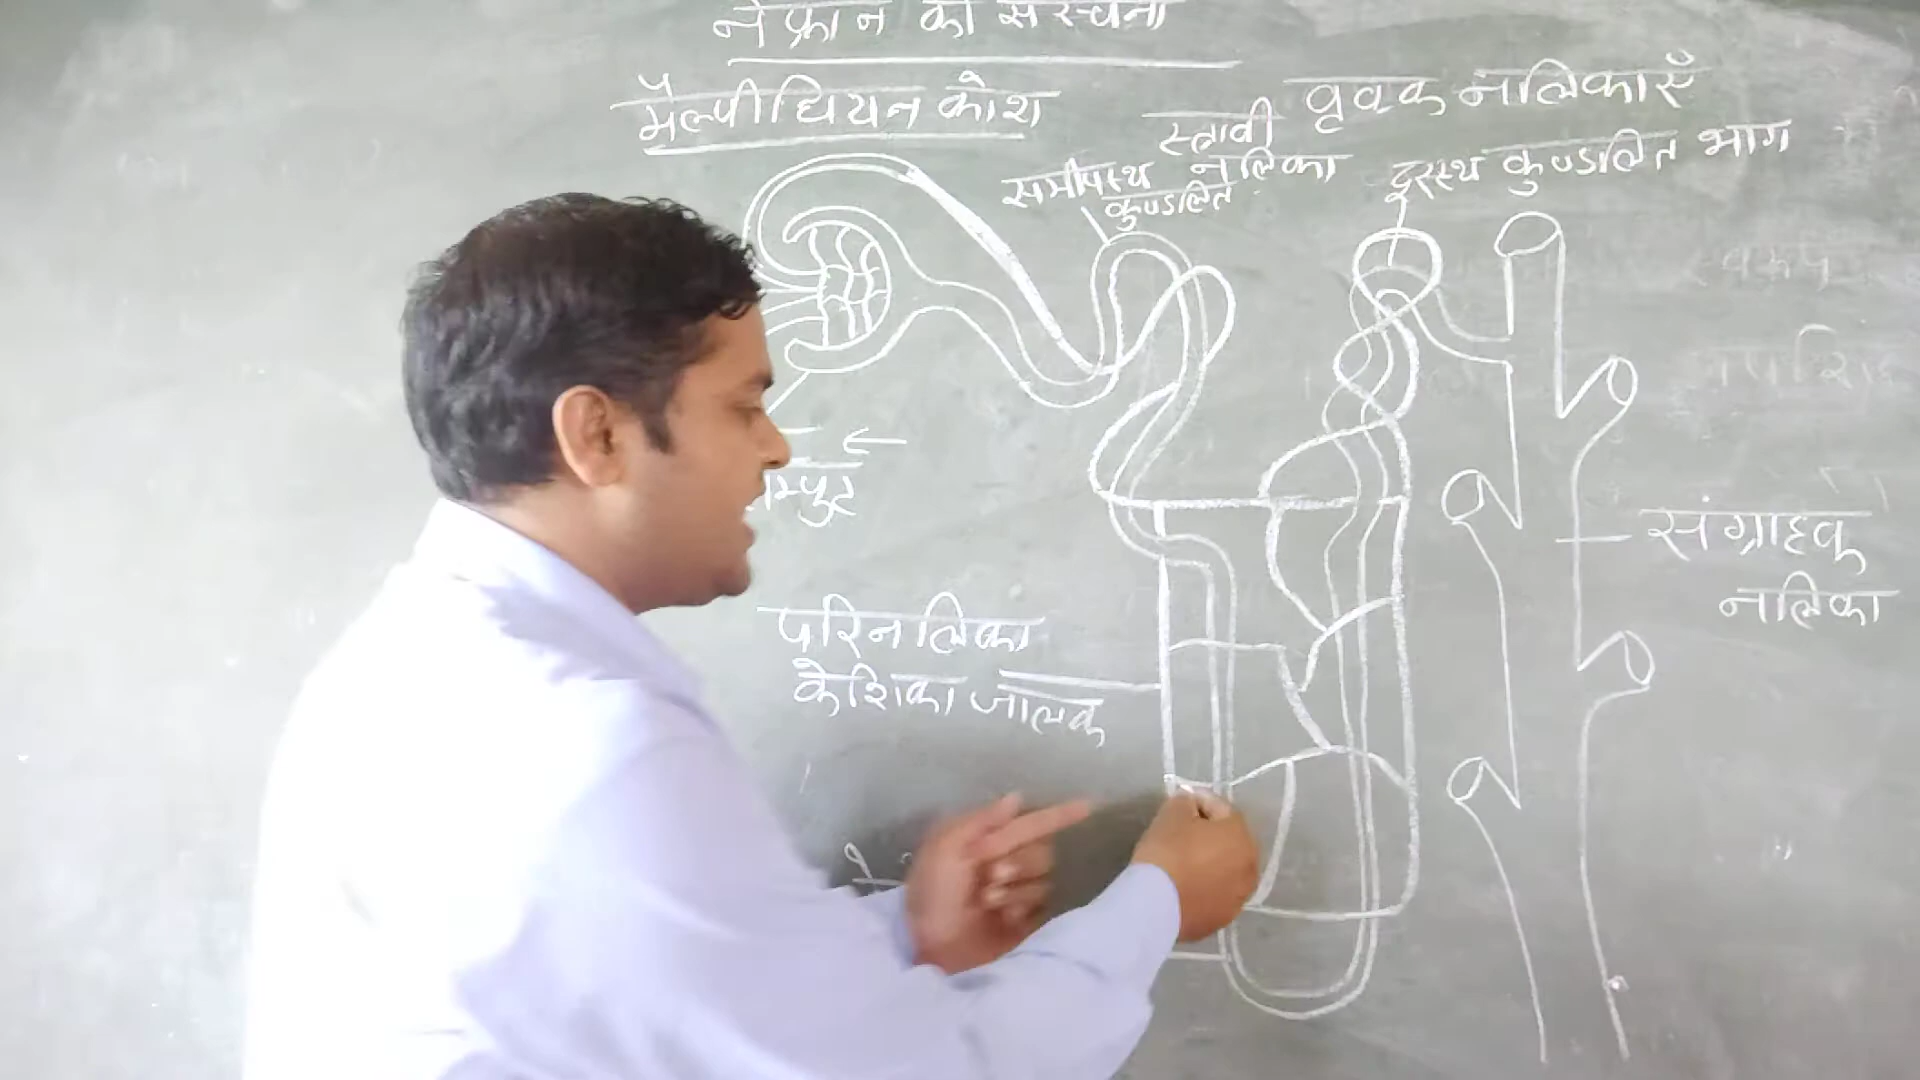 नेफ्रान की संरचना
मैल्पीघियन कोश
वृक्क नलिकाएँ
स्त्रावी
समीपस्थ नलिका
कुण्डलित
दूरस्थ कुण्डलित भाग
म्पुट
संग्राहक
नलिका
परिनलिका
केशिका जालक